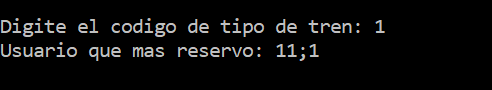 Digite el codigo de tipo de tren: 1
Usuario que mas reservo: 11;1